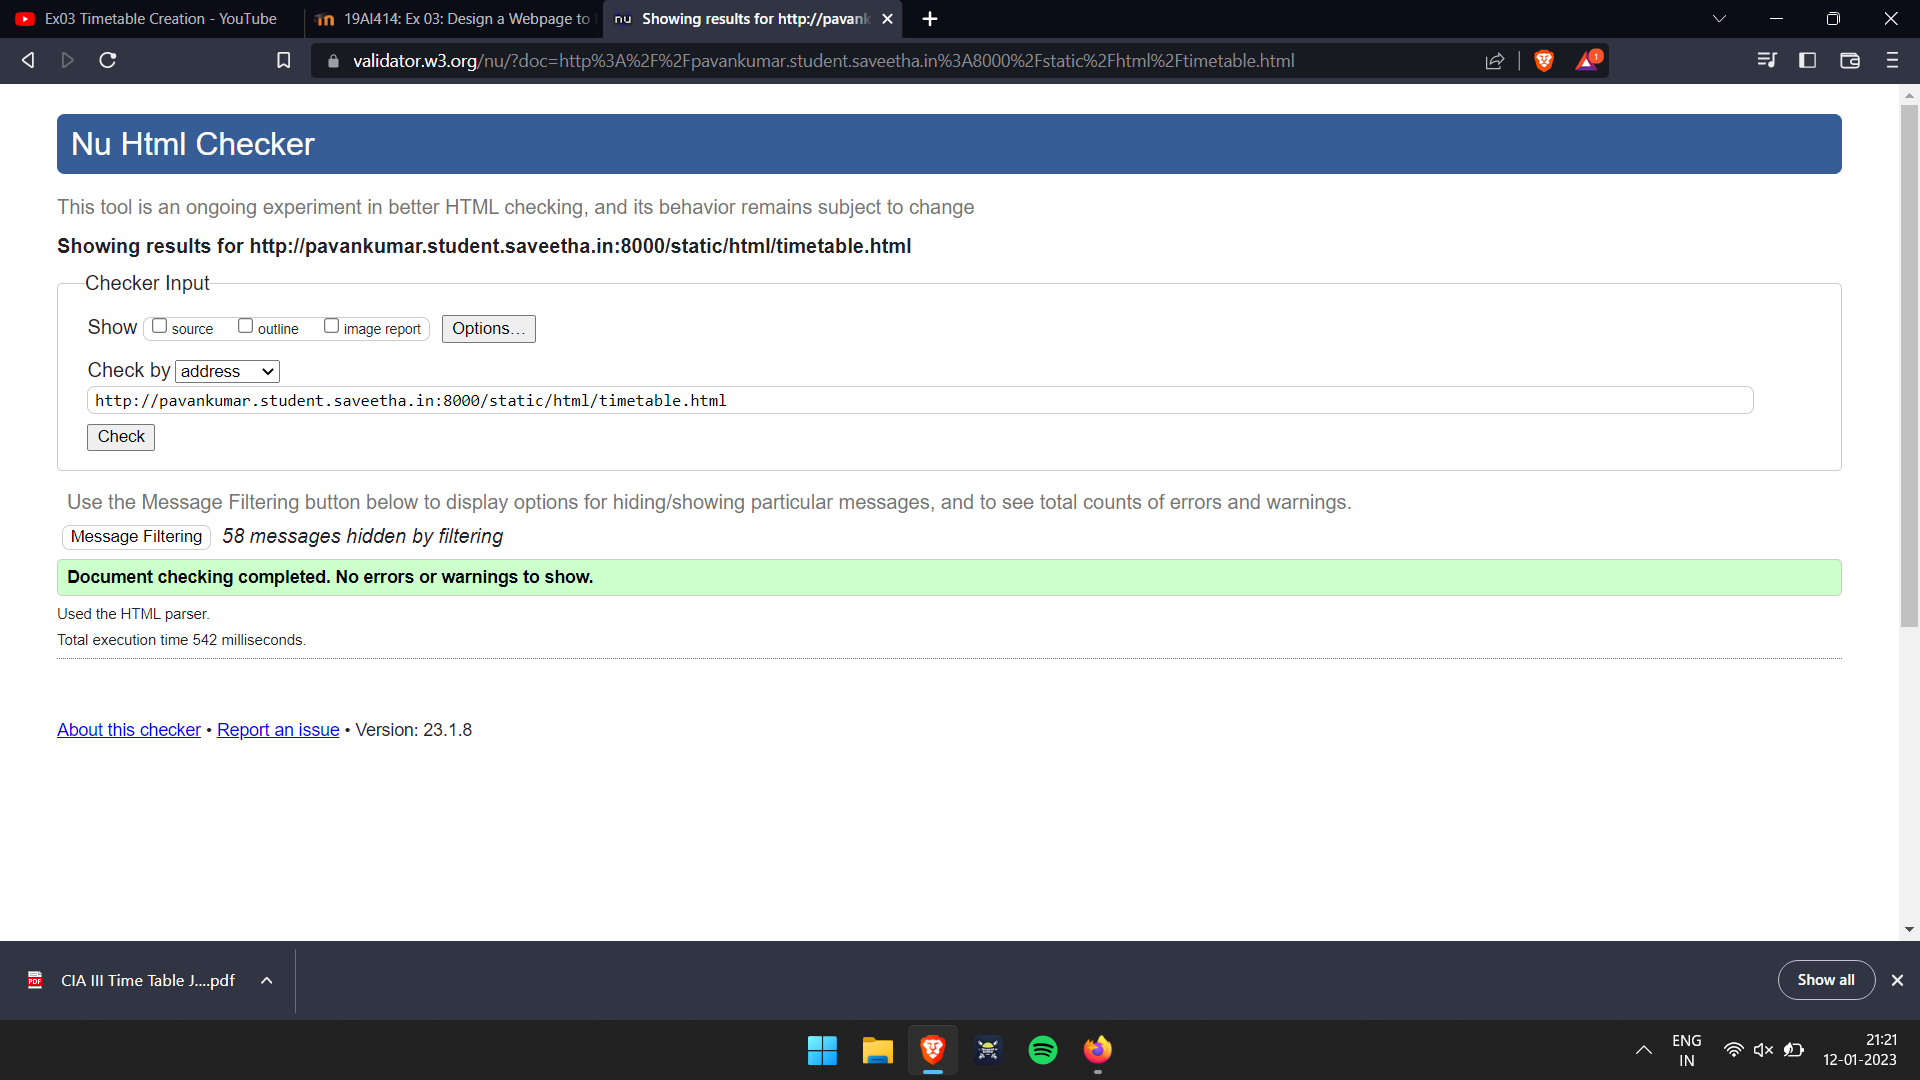 Ex03 Timetable Creation - YouTube
19AI414: Ex 03: Design a Webpage to
nu Showing results for http://pavank
validator.w3.org/nu/?doc=http%3A%2F%2Fpavankumar.student.saveetha.in%3A8000%2Fstatic%2Fhtml%2Ftimetable.html
1
Nu Html Checker
This tool is an ongoing experiment in better HTML checking, and its behavior remains subject to change
Showing results for http://pavankumar.student.saveetha.in:8000/static/html/timetable.html
Checker Input
Show source outline image report Options...
Check by address
http://pavankumar.student.saveetha.in:8000/static/html/timetable.html
Check
Use the Message Filtering button below to display options for hiding/showing particular messages, and to see total counts of errors and warnings.
Message Filtering 58 messages hidden by filtering
Document checking completed. No errors or warnings to show.
Used the HTML parser.
Total execution time 542 milliseconds.
About this checker • Report an issue • Version: 23.1.8
PDF CIA III Time Table J....pdf
Show all
ENG
IN
21:21
12-01-2023